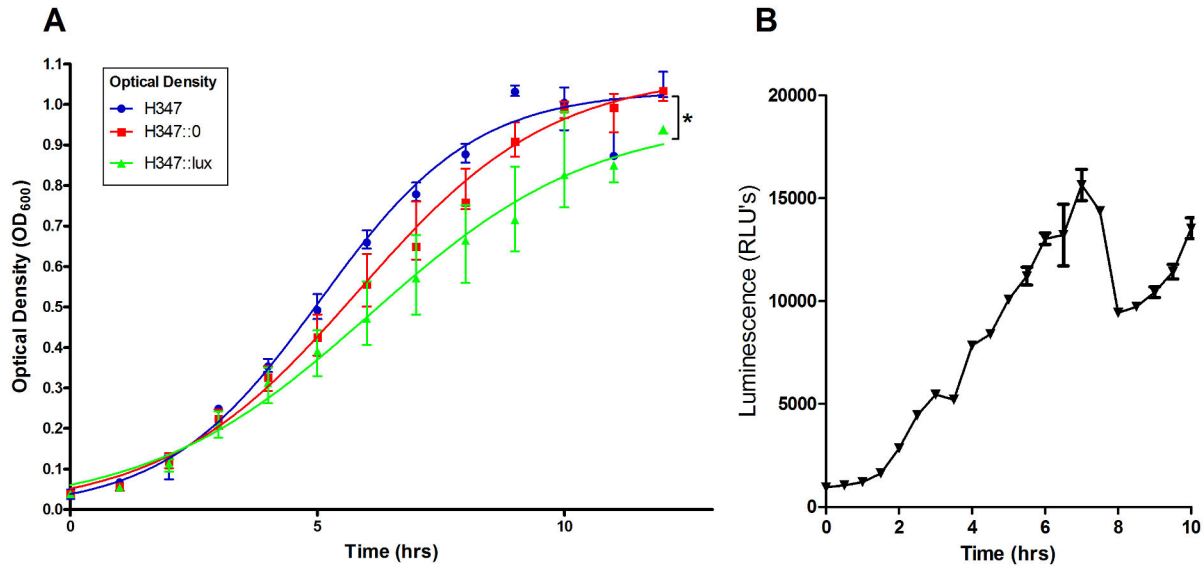 A
Optical Density (OD600)
1.1
1.0
0.9
0.8
0.7
0.6
0.5
0.4
0.3
0.2
0.1
0.0
Optical Density
H347
H347::0
H347::lux
*
0
5
10
Time (hrs)
B
Luminescence (RLU's)
20000
15000
10000
5000
0
0
2
4
6
8
10
Time (hrs)